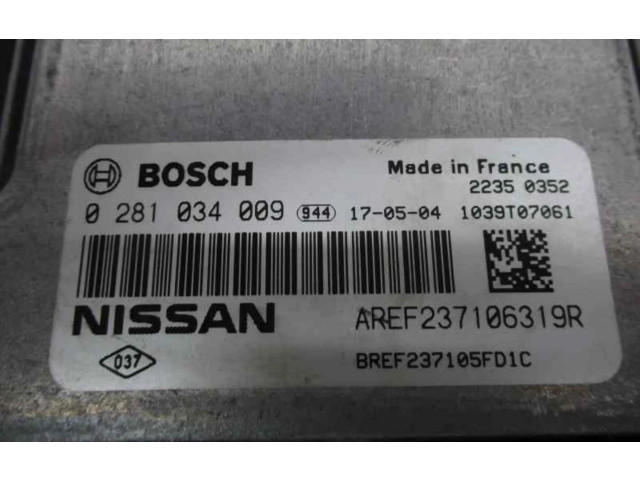 BOSCH Made in France
2235 0352
0 281 034 009 944 17-05-04 1039T07061
NISSAN AREF237106319R
037 BREF237105FD1C